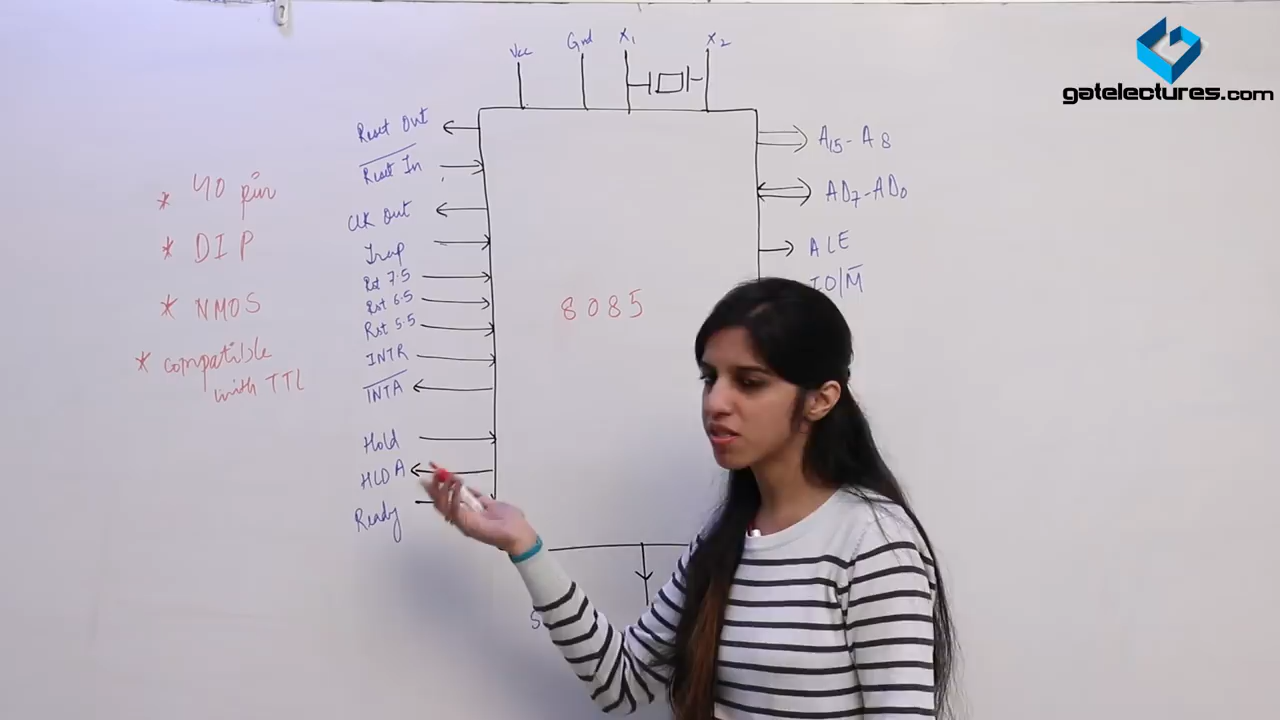 gatelectures.com
Vcc Gnd X1 X2
Reset Out
Reset In
Clk Out
Trap
Rst 7.5
Rst 6.5
Rst 5.5
INTR
INTA
Hold
HLDA
Ready
* 40 pin
* DIP
* NMOS
* compatible
with TTL
8085
A15 - A8
AD7-AD0
ALE
IO/M̅
S